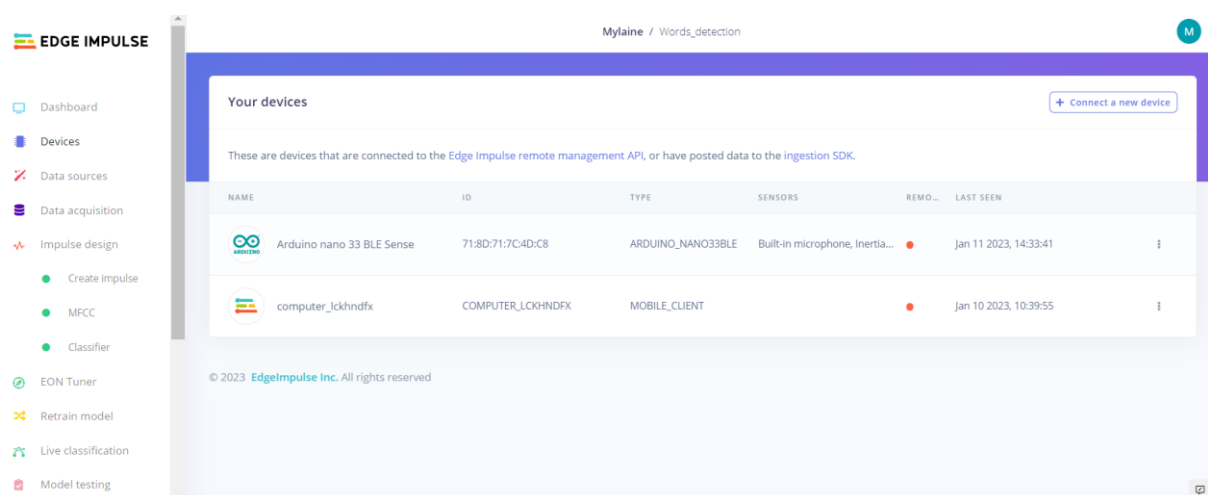 EDGE IMPULSE
Mylaine / Words_detection
M
Dashboard
Devices
Data sources
Data acquisition
Impulse design
Create impulse
MFCC
Classifier
EON Tuner
Retrain model
Live classification
Model testing
Your devices
+ Connect a new device
These are devices that are connected to the Edge Impulse remote management API, or have posted data to the ingestion SDK.
NAME ID TYPE SENSORS REMO... LAST SEEN
ARDUINO Arduino nano 33 BLE Sense 71:8D:71:7C:4D:C8 ARDUINO_NANO33BLE Built-in microphone, Inertia... Jan 11 2023, 14:33:41
computer_lckhndfx COMPUTER_LCKHNDFX MOBILE_CLIENT Jan 10 2023, 10:39:55
© 2023 EdgeImpulse Inc. All rights reserved